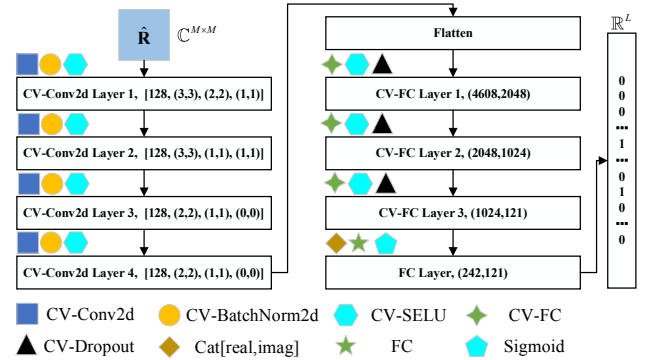 R̂
ℂ^{M×M}
CV-Conv2d Layer 1, [128, (3,3), (2,2), (1,1)]
CV-Conv2d Layer 2, [128, (3,3), (1,1), (1,1)]
CV-Conv2d Layer 3, [128, (2,2), (1,1), (0,0)]
CV-Conv2d Layer 4, [128, (2,2), (1,1), (0,0)]
Flatten
CV-FC Layer 1, (4608,2048)
CV-FC Layer 2, (2048,1024)
CV-FC Layer 3, (1024,121)
FC Layer, (242,121)
ℝ^L
0
0
0
...
1
...
0
1
0
...
0
CV-Conv2d
CV-BatchNorm2d
CV-SELU
CV-FC
CV-Dropout
Cat[real,imag]
FC
Sigmoid